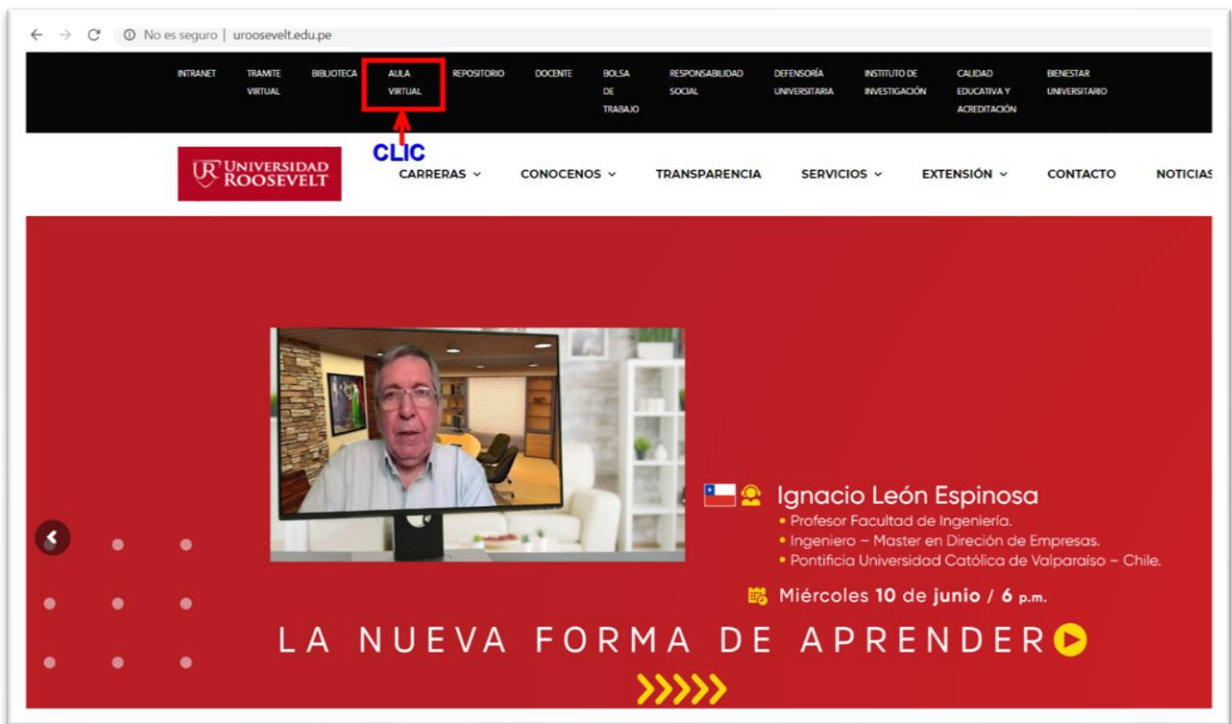 No es seguro | uroosevelt.edu.pe
INTRANET TRAMITE BIBLIOTECA AULA REPOSITORIO DOCENTE BOLSA RESPONSABILIDAD DEFENSORÍA INSTITUTO DE CALIDAD BIENESTAR
VIRTUAL VIRTUAL DE SOCIAL UNIVERSITARIA INVESTIGACIÓN EDUCATIVA Y UNIVERSITARIO
TRABAJO ACREDITACIÓN
CLIC
UR UNIVERSIDAD
ROOSEVELT
CARRERAS CONOCENOS TRANSPARENCIA SERVICIOS EXTENSIÓN CONTACTO NOTICIAS
Ignacio León Espinosa
• Profesor Facultad de Ingeniería.
• Ingeniero – Master en Direción de Empresas.
• Pontificia Universidad Católica de Valparaíso – Chile.
Miércoles 10 de junio / 6 p.m.
LA NUEVA FORMA DE APRENDER